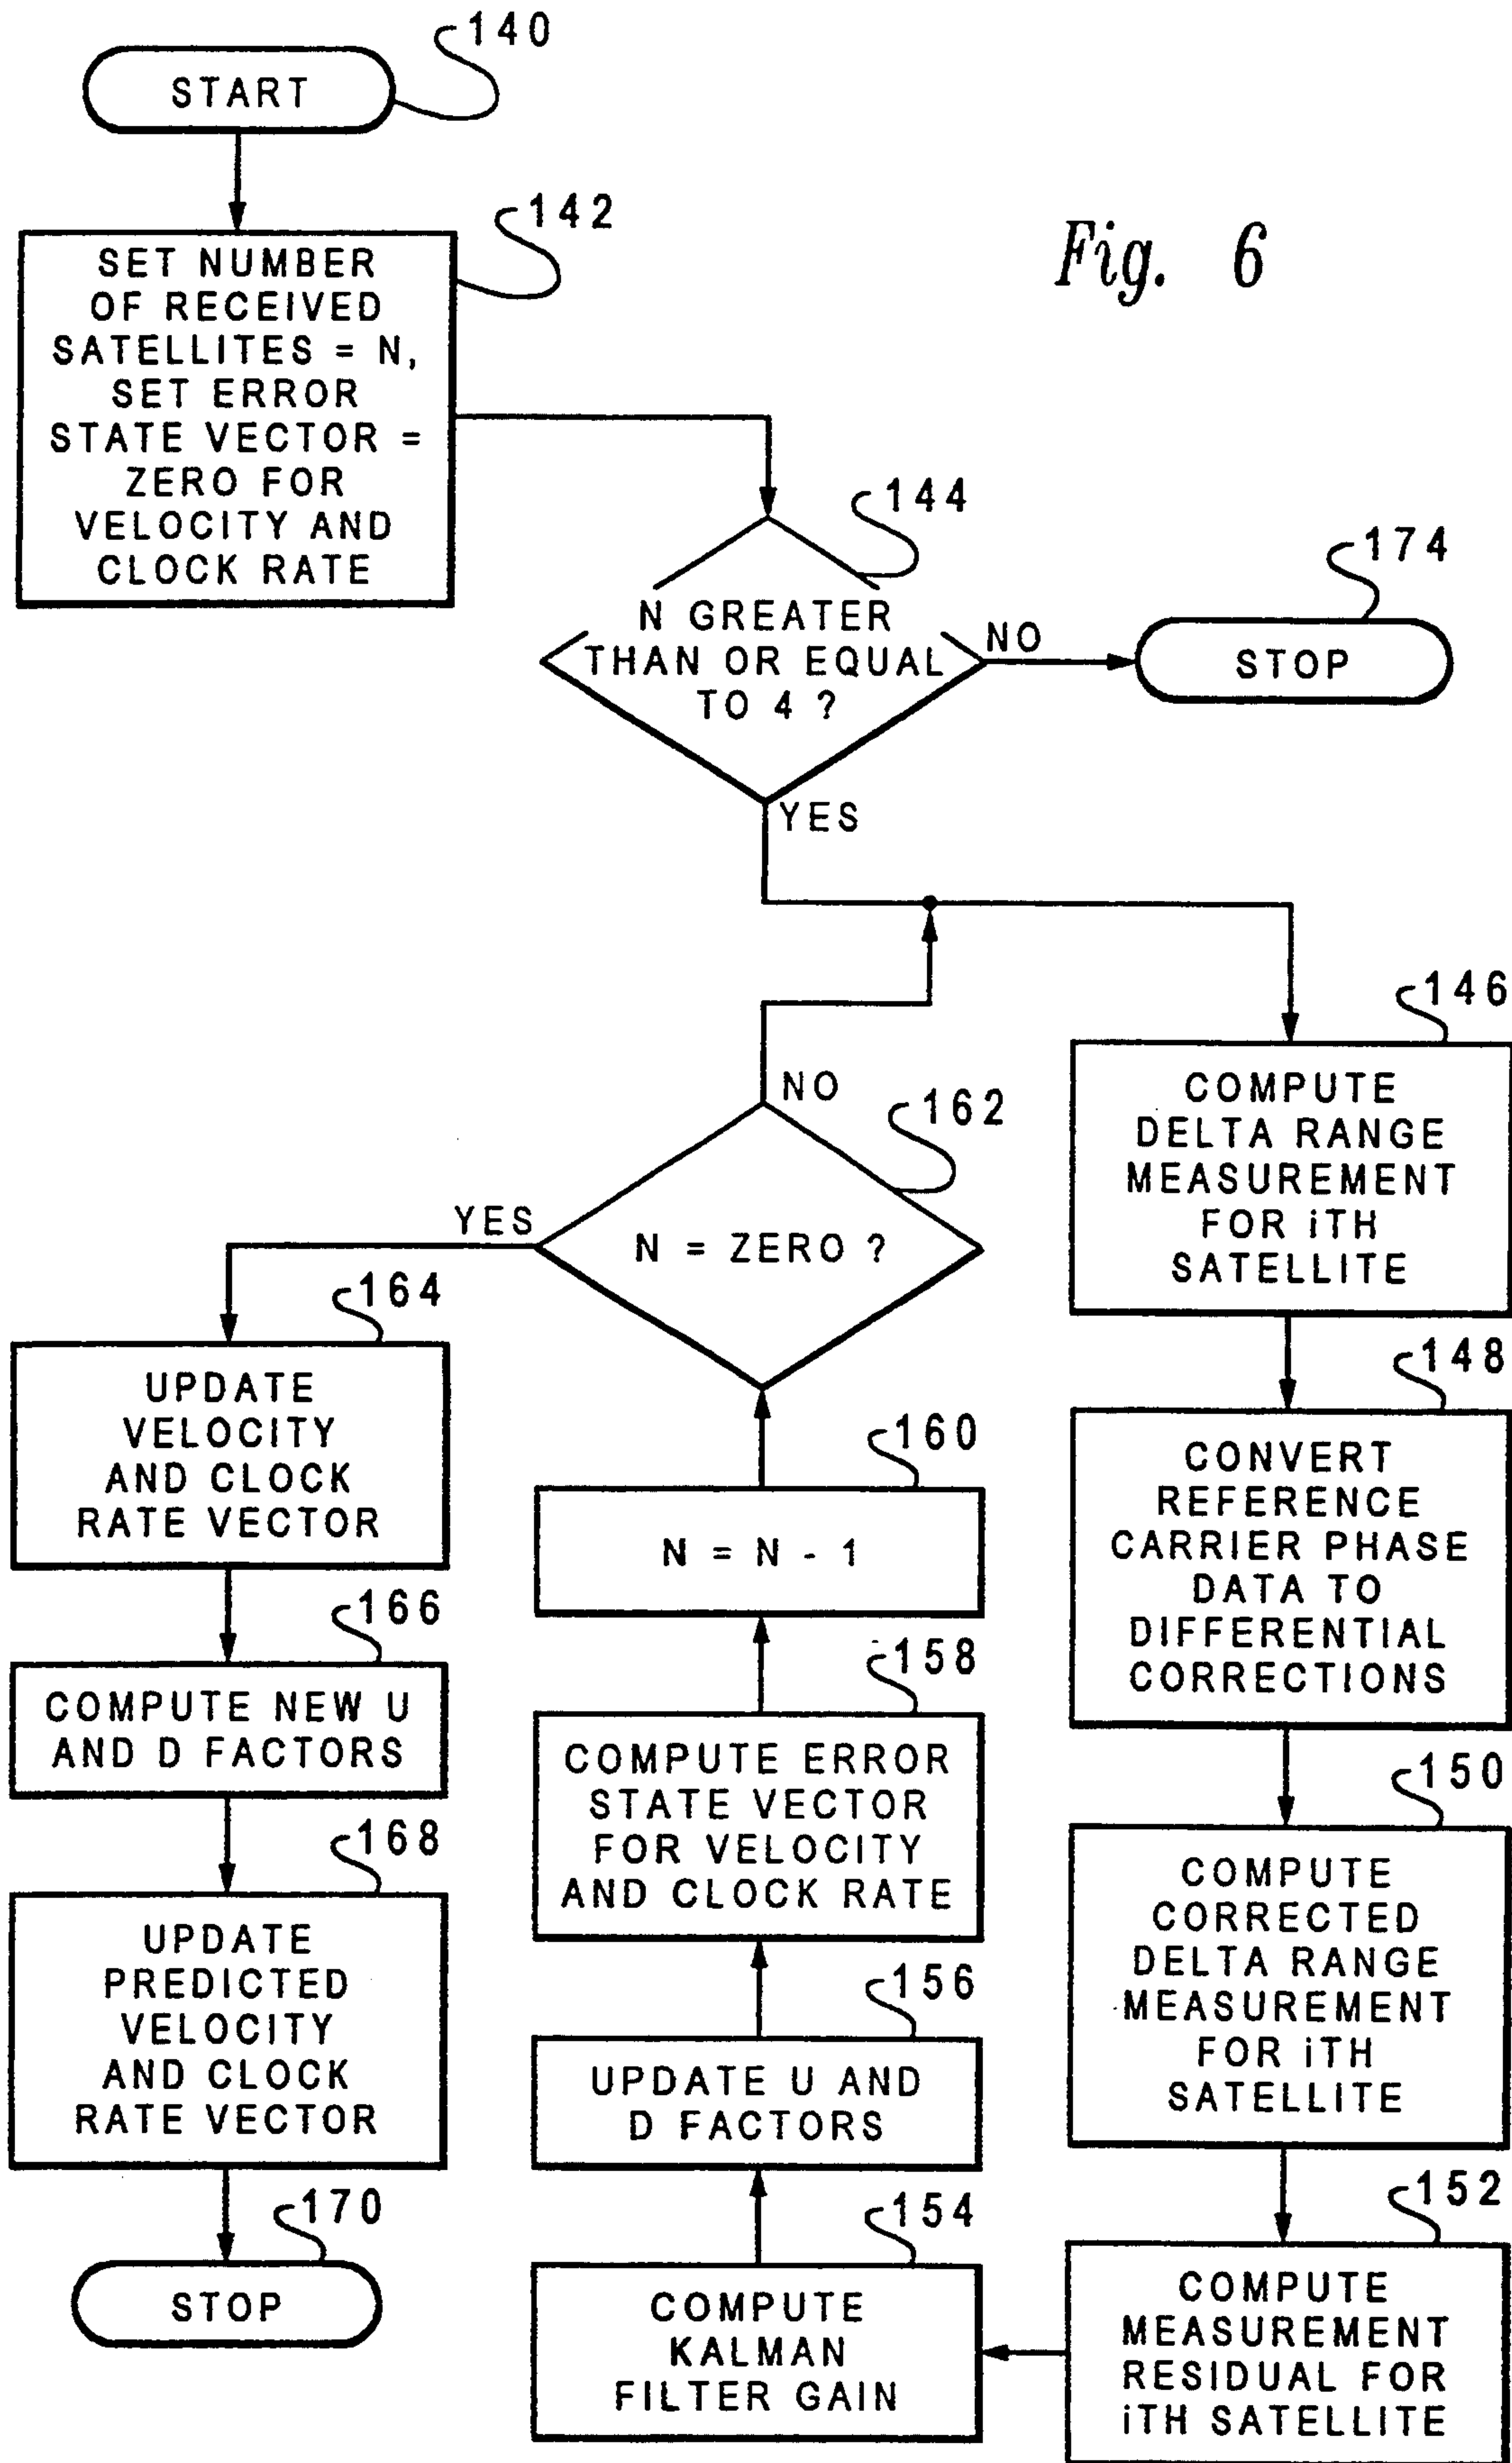 140
START
142
SET NUMBER
OF RECEIVED
SATELLITES = N,
SET ERROR
STATE VECTOR =
ZERO FOR
VELOCITY AND
CLOCK RATE
Fig. 6
144
N GREATER
THAN OR EQUAL
TO 4 ?
NO
174
STOP
YES
146
COMPUTE
DELTA RANGE
MEASUREMENT
FOR iTH
SATELLITE
148
CONVERT
REFERENCE
CARRIER PHASE
DATA TO
DIFFERENTIAL
CORRECTIONS
150
COMPUTE
CORRECTED
DELTA RANGE
MEASUREMENT
FOR iTH
SATELLITE
152
COMPUTE
MEASUREMENT
RESIDUAL FOR
iTH SATELLITE
154
COMPUTE
KALMAN
FILTER GAIN
156
UPDATE U AND
D FACTORS
158
COMPUTE ERROR
STATE VECTOR
FOR VELOCITY
AND CLOCK RATE
160
N = N - 1
162
N = ZERO ?
NO
YES
164
UPDATE
VELOCITY
AND CLOCK
RATE VECTOR
166
COMPUTE NEW U
AND D FACTORS
168
UPDATE
PREDICTED
VELOCITY
AND CLOCK
RATE VECTOR
170
STOP